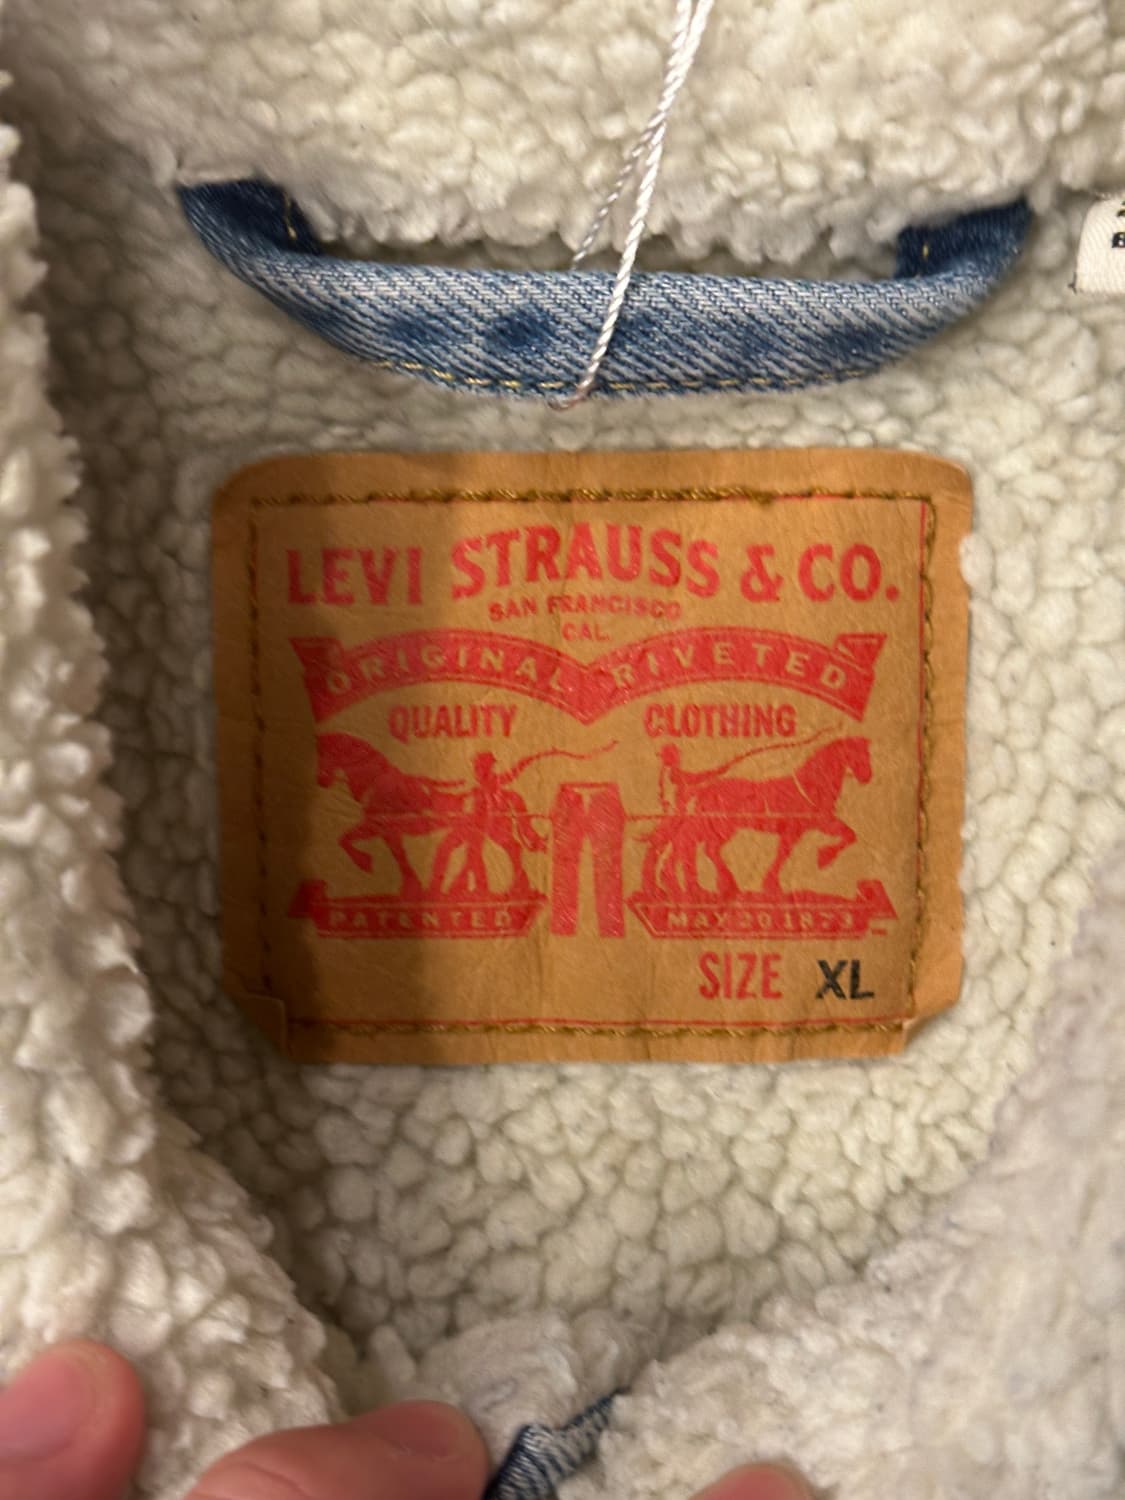 LEVI STRAUSS & CO.
SAN FRANCISCO
CAL.
ORIGINAL RIVETED
QUALITY CLOTHING
PATENTED MAY 20 1873
SIZE XL